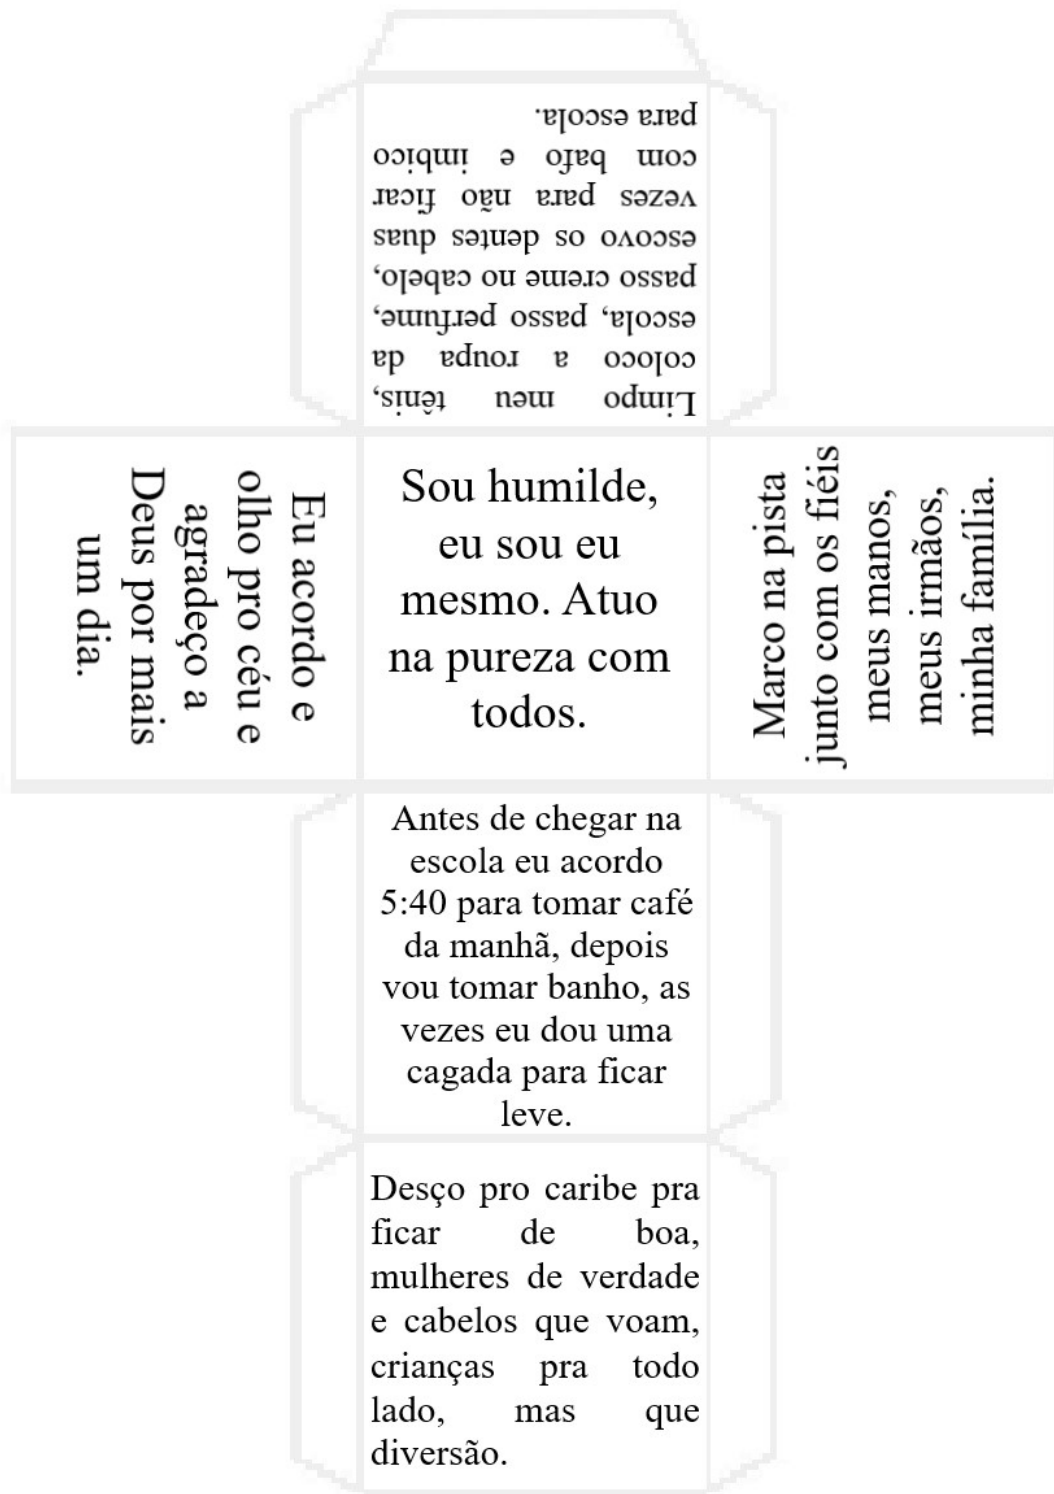 Limpo meu tênis,
coloco a roupa da
escola, passo perfume,
passo creme no cabelo,
escovo os dentes duas
vezes para não ficar
com bafo e imbico
para escola.
Eu acordo e
olho pro céu e
agradeço a
Deus por mais
um dia.
Sou humilde,
eu sou eu
mesmo. Atuo
na pureza com
todos.
Marco na pista
junto com os fiéis
meus manos,
meus irmãos,
minha família.
Antes de chegar na
escola eu acordo
5:40 para tomar café
da manhã, depois
vou tomar banho, as
vezes eu dou uma
cagada para ficar
leve.
Desço pro caribe pra
ficar de boa,
mulheres de verdade
e cabelos que voam,
crianças pra todo
lado, mas que
diversão.